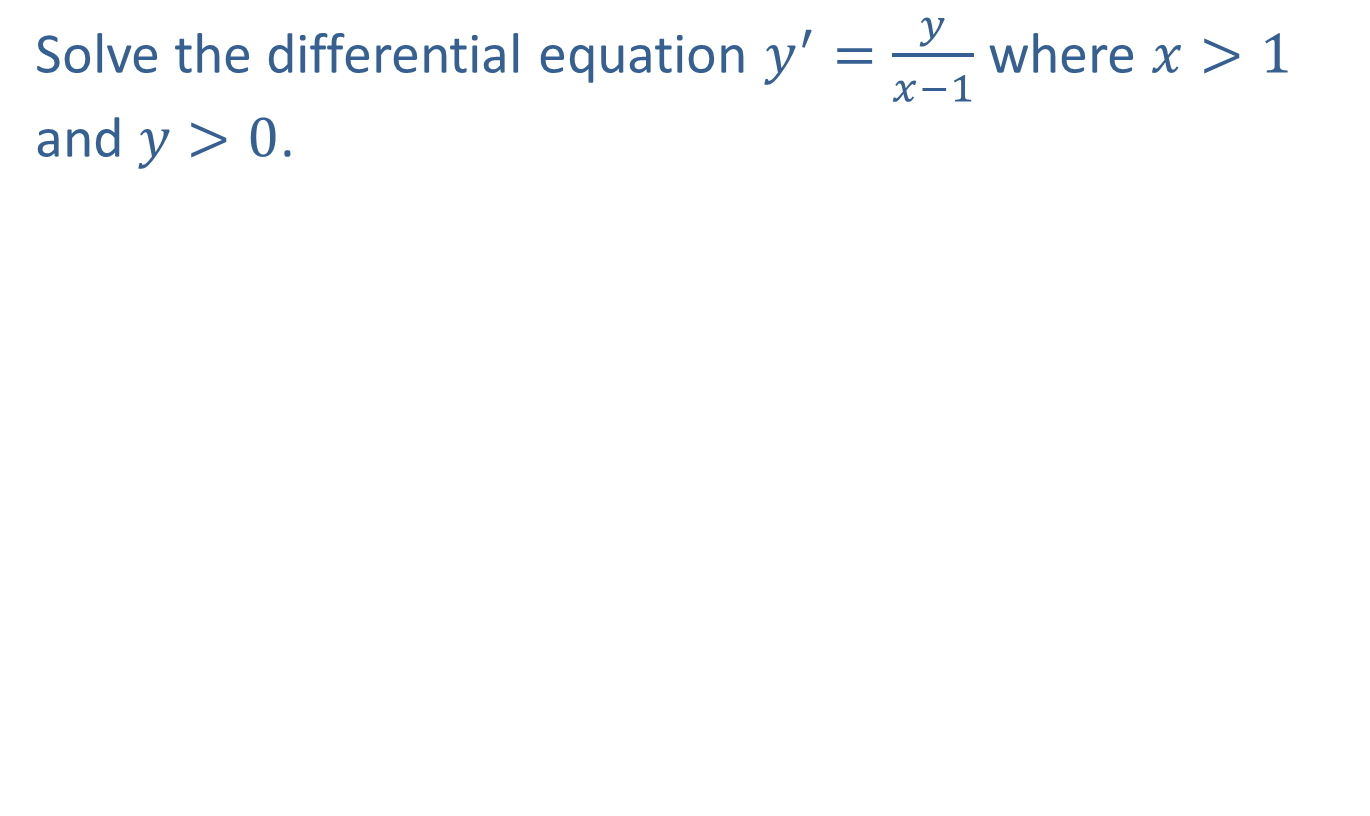 Solve the differential equation y′ = y/(x−1) where x > 1
and y > 0.